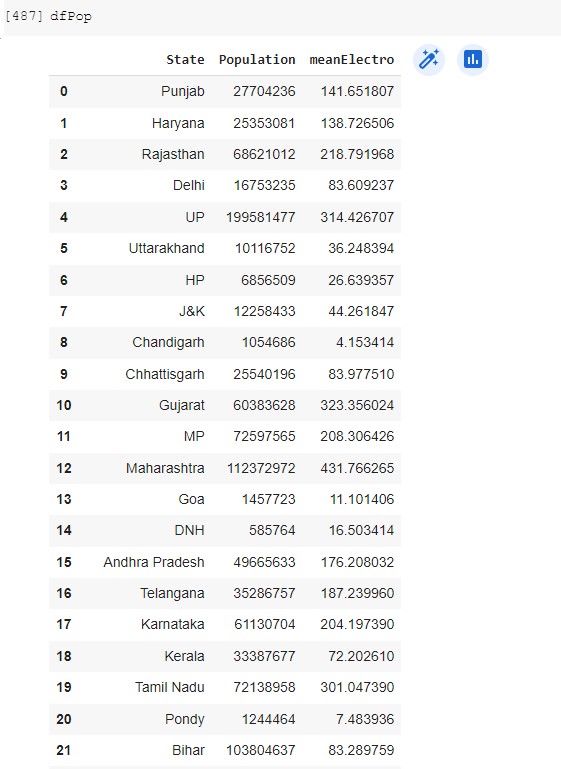 [487] dfPop
State Population meanElectro
0 Punjab 27704236 141.651807
1 Haryana 25353081 138.726506
2 Rajasthan 68621012 218.791968
3 Delhi 16753235 83.609237
4 UP 199581477 314.426707
5 Uttarakhand 10116752 36.248394
6 HP 6856509 26.639357
7 J&K 12258433 44.261847
8 Chandigarh 1054686 4.153414
9 Chhattisgarh 25540196 83.977510
10 Gujarat 60383628 323.356024
11 MP 72597565 208.306426
12 Maharashtra 112372972 431.766265
13 Goa 1457723 11.101406
14 DNH 585764 16.503414
15 Andhra Pradesh 49665633 176.208032
16 Telangana 35286757 187.239960
17 Karnataka 61130704 204.197390
18 Kerala 33387677 72.202610
19 Tamil Nadu 72138958 301.047390
20 Pondy 1244464 7.483936
21 Bihar 103804637 83.289759